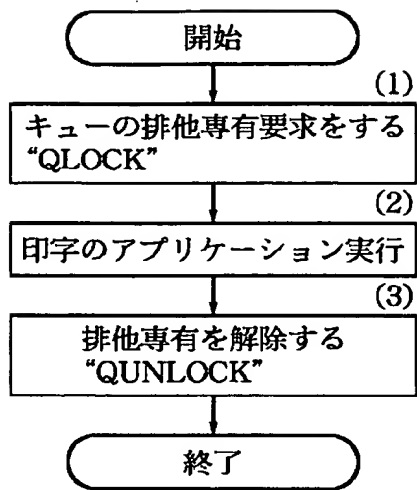 開始
(1)
キューの排他専有要求をする
“QLOCK”
(2)
印字のアプリケーション実行
(3)
排他専有を解除する
“QUNLOCK”
終了